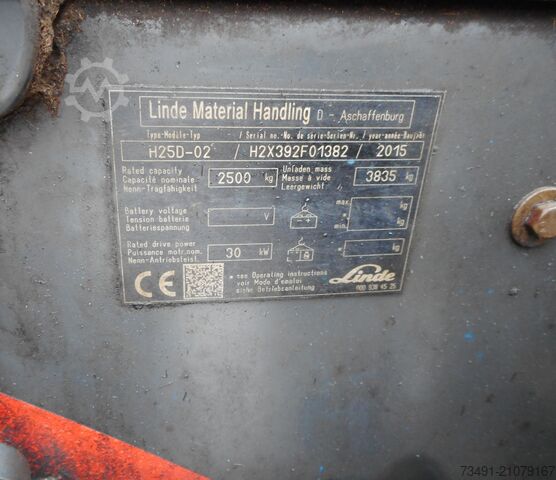 Linde Material Handling D - Aschaffenburg
Type-Modèle-Typ / Serial no.-No. de série-Serien-Nr. / year-année-Baujahr
H25D-02 / H2X392F01382 / 2015
Rated capacity Unladen mass
Capacité nominale 2500 kg Masse à vide 3835 kg
Nenn-Tragfähigkeit Leergewicht
Battery voltage max. kg
Tension batterie V
Batteriespannung min. kg
Rated drive power
Puissance motr.nom. 30 kW kg
Nenn-Antriebsleist.
CE * see Operating instructions Linde
voir Mode d'emploi
siehe Betriebsanleitung 000 938 45 25
73491-21079167